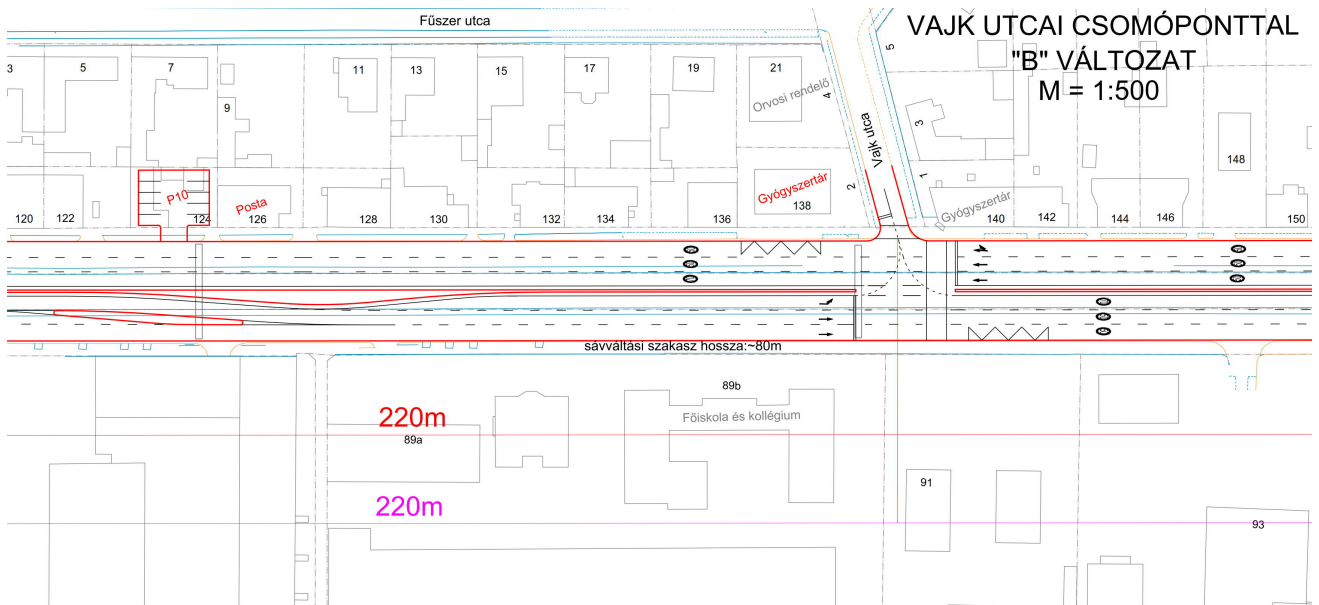 Fűszer utca
VAJK UTCAI CSOMÓPONTTAL
"B" VÁLTOZAT
M = 1:500
3
5
7
9
11
13
15
17
19
21
Orvosi rendelő
4
Vajk utca
5
3
1
2
148
120
122
P10
124
Posta
126
128
130
132
134
136
Gyógyszertár
138
Gyógyszertár
140
142
144
146
150
sávváltási szakasz hossza:~80m
220m
89a
89b
Főiskola és kollégium
220m
91
93